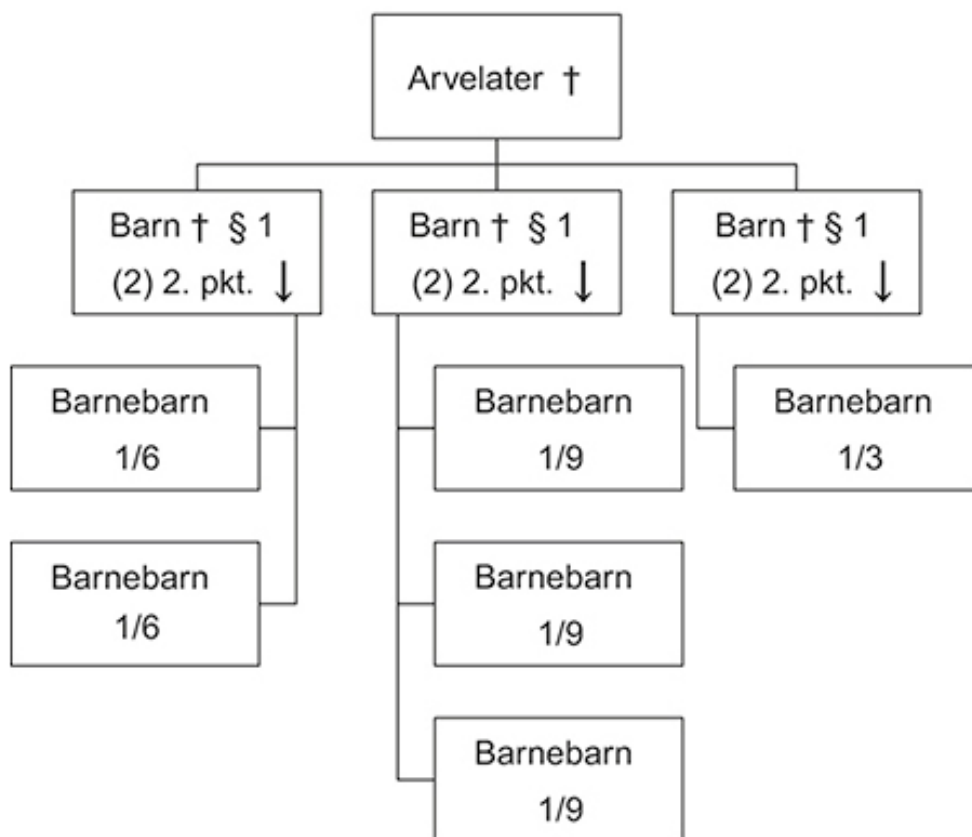 Arvelater †
Barn † § 1
(2) 2. pkt. ↓
Barn † § 1
(2) 2. pkt. ↓
Barn † § 1
(2) 2. pkt. ↓
Barnebarn
1/6
Barnebarn
1/9
Barnebarn
1/3
Barnebarn
1/6
Barnebarn
1/9
Barnebarn
1/9